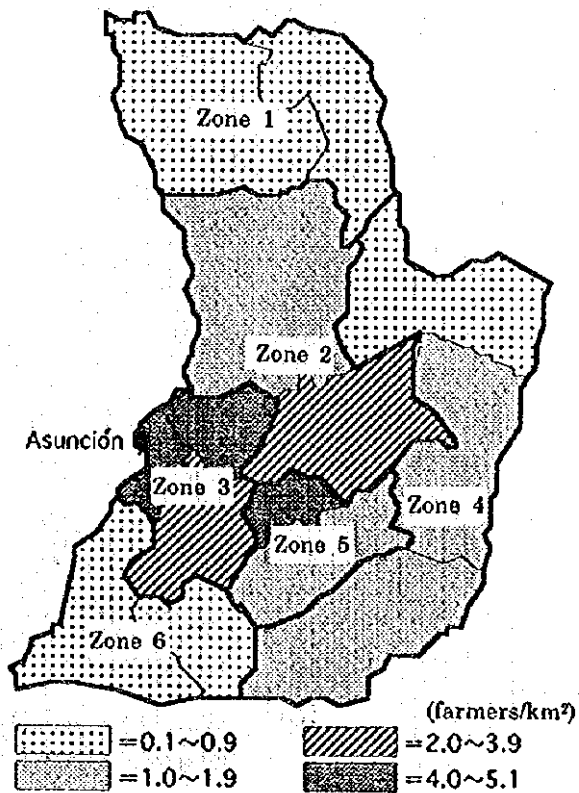 Zone 1
Zone 2
Asunción
Zone 3
Zone 4
Zone 5
Zone 6
(farmers/km²)
=0.1~0.9
=2.0~3.9
=1.0~1.9
=4.0~5.1